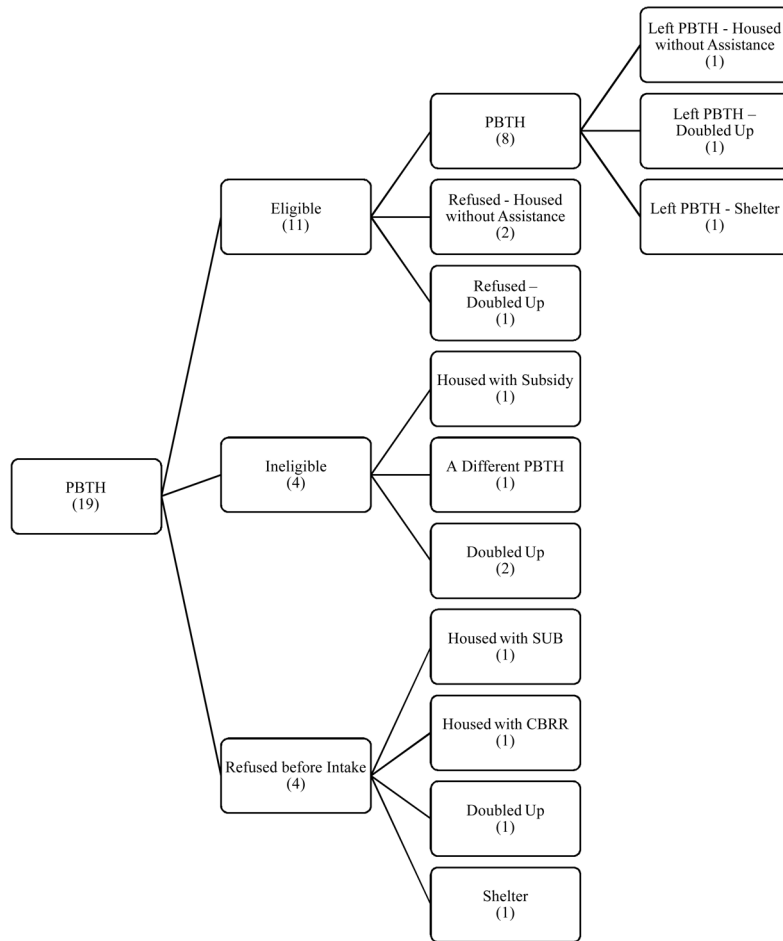 PBTH
(19)
Eligible
(11)
PBTH
(8)
Left PBTH - Housed
without Assistance
(1)
Left PBTH –
Doubled Up
(1)
Left PBTH - Shelter
(1)
Refused - Housed
without Assistance
(2)
Refused –
Doubled Up
(1)
Ineligible
(4)
Housed with Subsidy
(1)
A Different PBTH
(1)
Doubled Up
(2)
Refused before Intake
(4)
Housed with SUB
(1)
Housed with CBRR
(1)
Doubled Up
(1)
Shelter
(1)